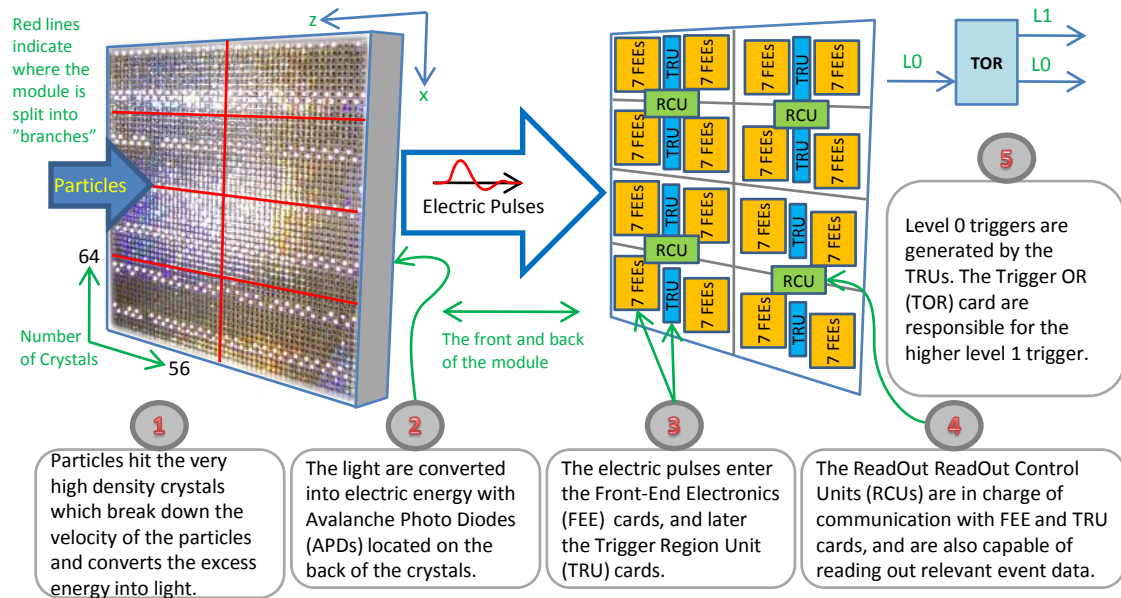 Red lines
indicate
where the
module is
split into
”branches”
z
x
Particles
64
Number
of Crystals
56
Electric Pulses
The front and back
of the module
7 FEEs
TRU
7 FEEs
7 FEEs
TRU
7 FEEs
RCU
RCU
7 FEEs
TRU
7 FEEs
7 FEEs
TRU
7 FEEs
7 FEEs
TRU
7 FEEs
7 FEEs
TRU
7 FEEs
RCU
RCU
7 FEEs
TRU
7 FEEs
7 FEEs
TRU
7 FEEs
L0
TOR
L1
L0
1
Particles hit the very
high density crystals
which break down the
velocity of the particles
and converts the excess
energy into light.
2
The light are converted
into electric energy with
Avalanche Photo Diodes
(APDs) located on the
back of the crystals.
3
The electric pulses enter
the Front-End Electronics
(FEE) cards, and later
the Trigger Region Unit
(TRU) cards.
4
The ReadOut ReadOut Control
Units (RCUs) are in charge of
communication with FEE and TRU
cards, and are also capable of
reading out relevant event data.
5
Level 0 triggers are
generated by the
TRUs. The Trigger OR
(TOR) card are
responsible for the
higher level 1 trigger.